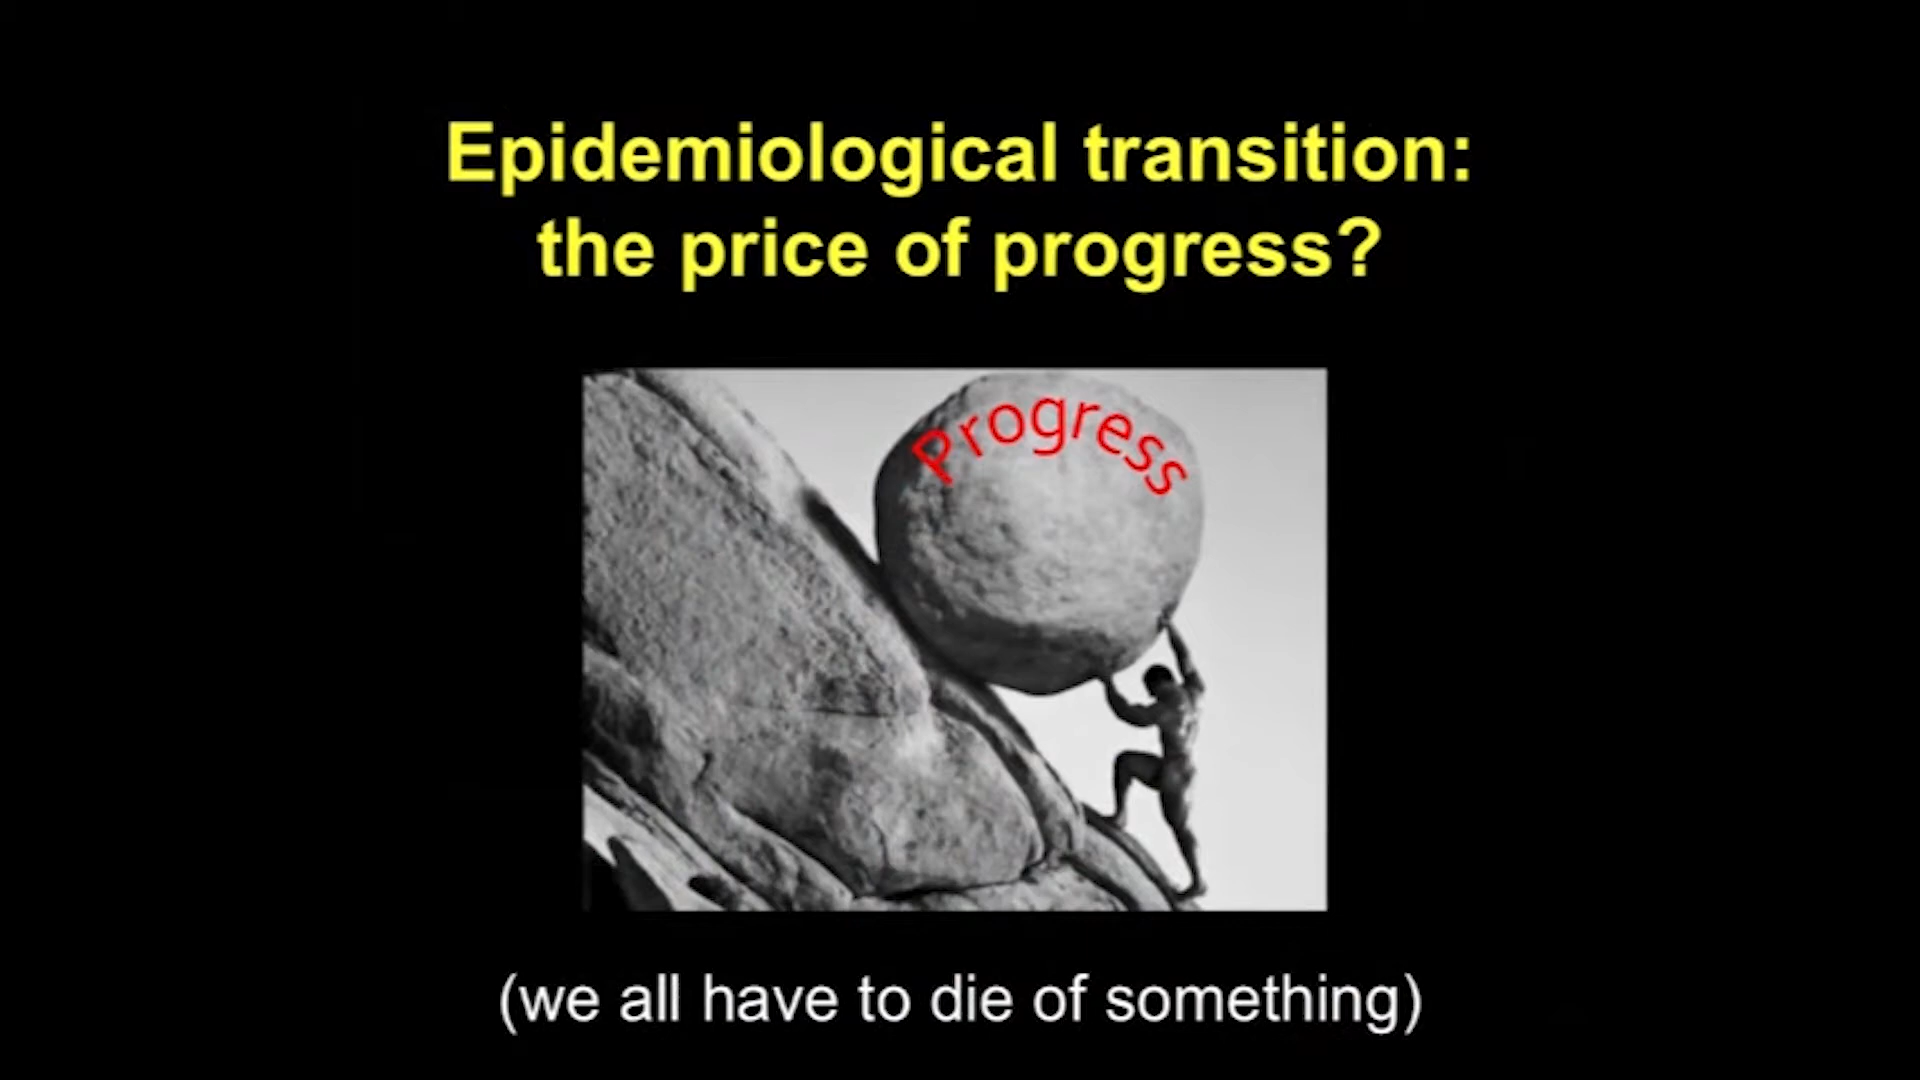 Epidemiological transition:
the price of progress?
Progress
(we all have to die of something)